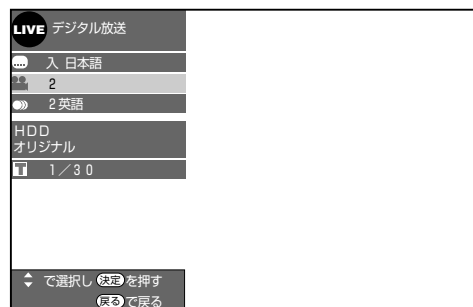 LIVE デジタル放送
入 日本語
2
2 英語
HDD
オリジナル
T 1／30
で選択し 決定 を押す
戻る で戻る